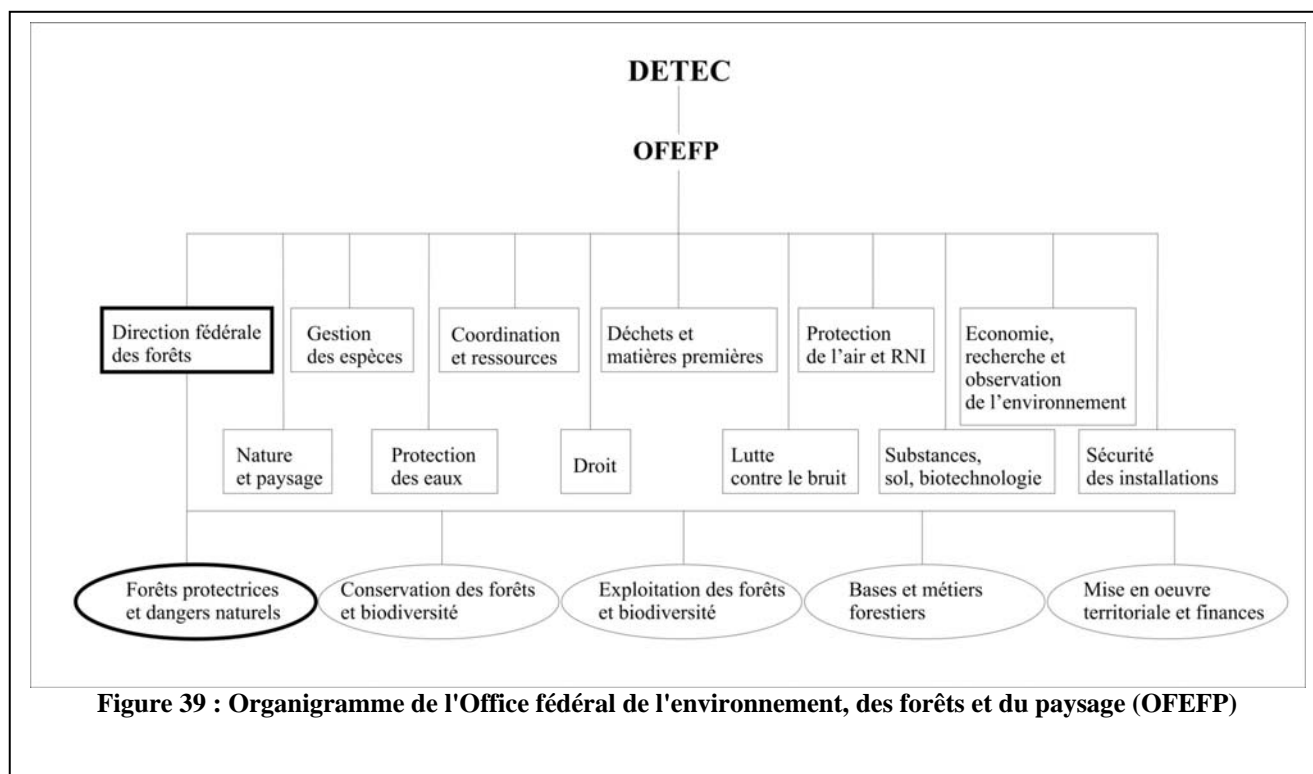 DETEC
OFEFP
Direction fédérale
des forêts
Gestion
des espèces
Coordination
et ressources
Déchets et
matières premières
Protection
de l’air et RNI
Economie,
recherche et
observation
de l’environnement
Nature
et paysage
Protection
des eaux
Droit
Lutte
contre le bruit
Substances,
sol, biotechnologie
Sécurité
des installations
Forêts protectrices
et dangers naturels
Conservation des forêts
et biodiversité
Exploitation des forêts
et biodiversité
Bases et métiers
forestiers
Mise en oeuvre
territoriale et finances
Figure 39 : Organigramme de l'Office fédéral de l'environnement, des forêts et du paysage (OFEFP)